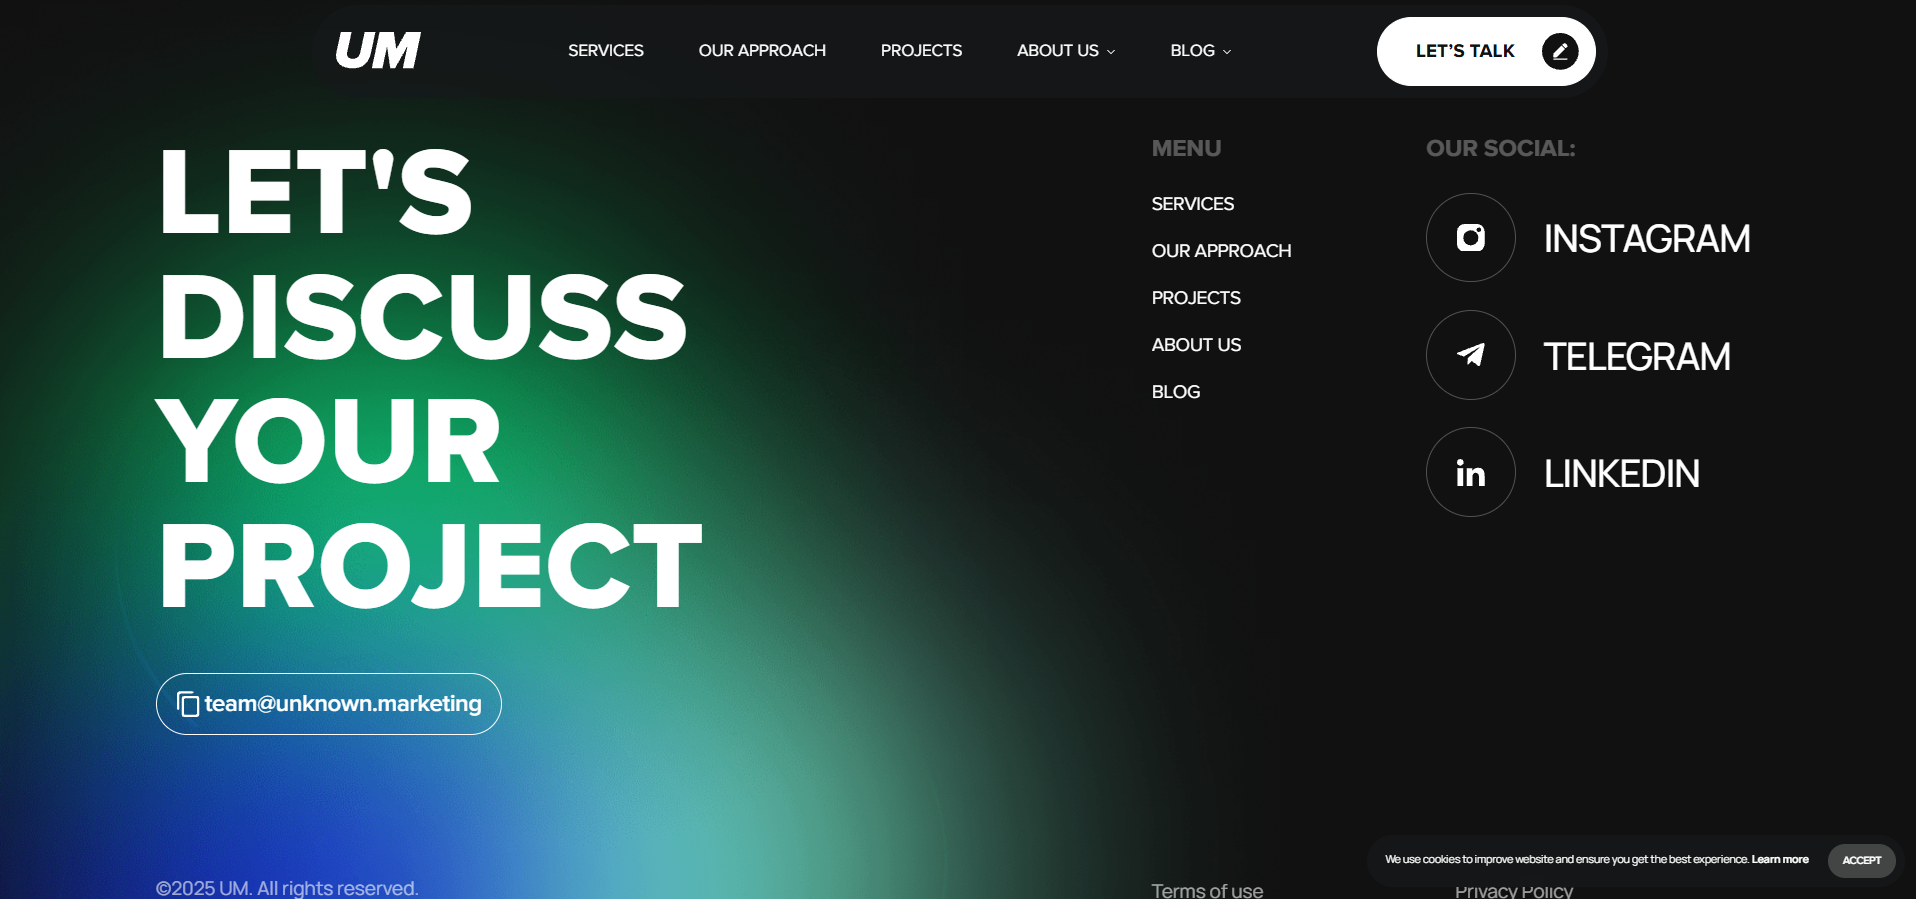 UM
SERVICES
OUR APPROACH
PROJECTS
ABOUT US
BLOG
LET'S TALK
LET'S
DISCUSS
YOUR
PROJECT
team@unknown.marketing
MENU
SERVICES
OUR APPROACH
PROJECTS
ABOUT US
BLOG
OUR SOCIAL:
INSTAGRAM
TELEGRAM
in LINKEDIN
We use cookies to improve website and ensure you get the best experience. Learn more
ACCEPT
©2025 UM. All rights reserved.
Terms of use
Privacy Policy